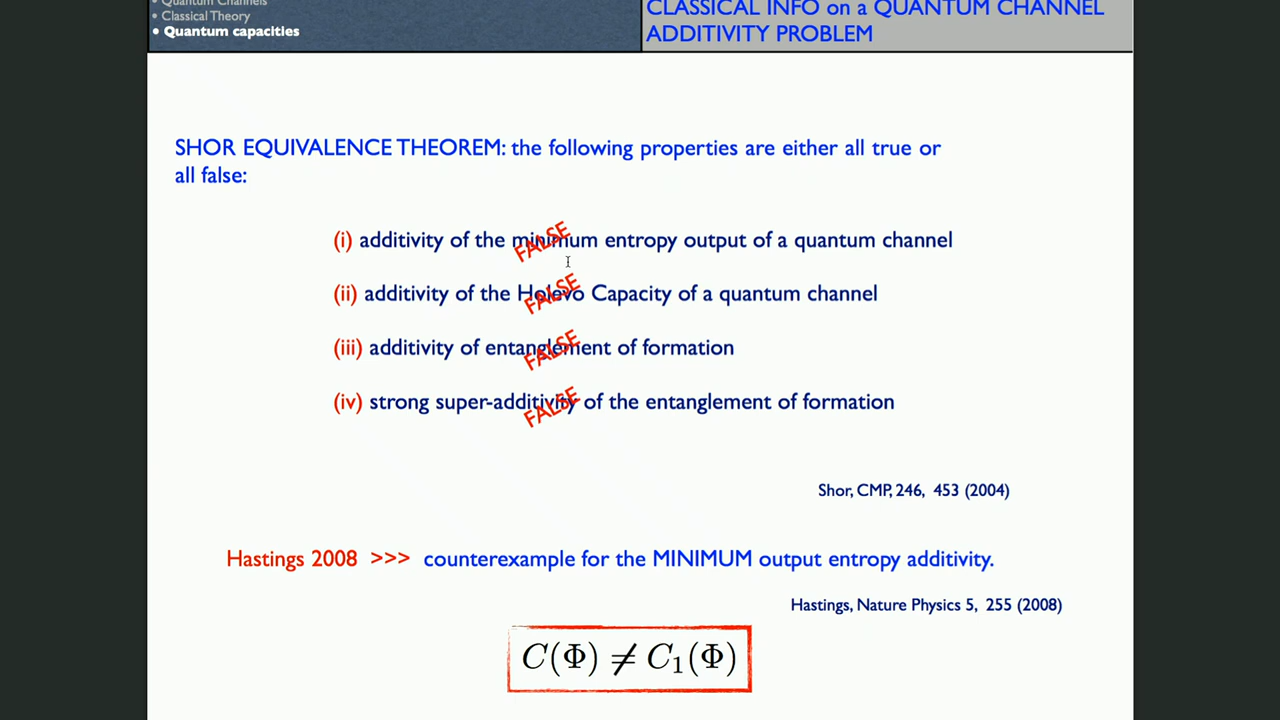 • Quantum Channels
• Classical Theory
• Quantum capacities
CLASSICAL INFO on a QUANTUM CHANNEL
ADDITIVITY PROBLEM
SHOR EQUIVALENCE THEOREM: the following properties are either all true or
all false:
(i) additivity of the minimum entropy output of a quantum channel
FALSE
(ii) additivity of the Holevo Capacity of a quantum channel
FALSE
(iii) additivity of entanglement of formation
FALSE
(iv) strong super-additivity of the entanglement of formation
FALSE
Shor, CMP, 246, 453 (2004)
Hastings 2008 >>> counterexample for the MINIMUM output entropy additivity.
Hastings, Nature Physics 5, 255 (2008)
C(Φ) ≠ C₁(Φ)